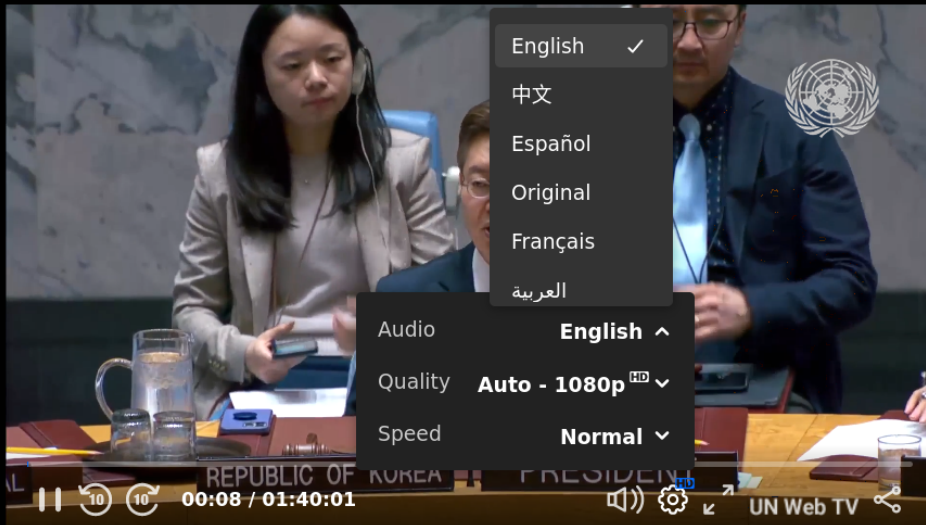 English
中文
Español
Original
Français
العربية
Audio English
Quality Auto - 1080p HD
Speed Normal
AL
REPUBLIC OF KOREA
PRESIDENT
10 10 00:08 / 01:40:01 HD UN Web TV